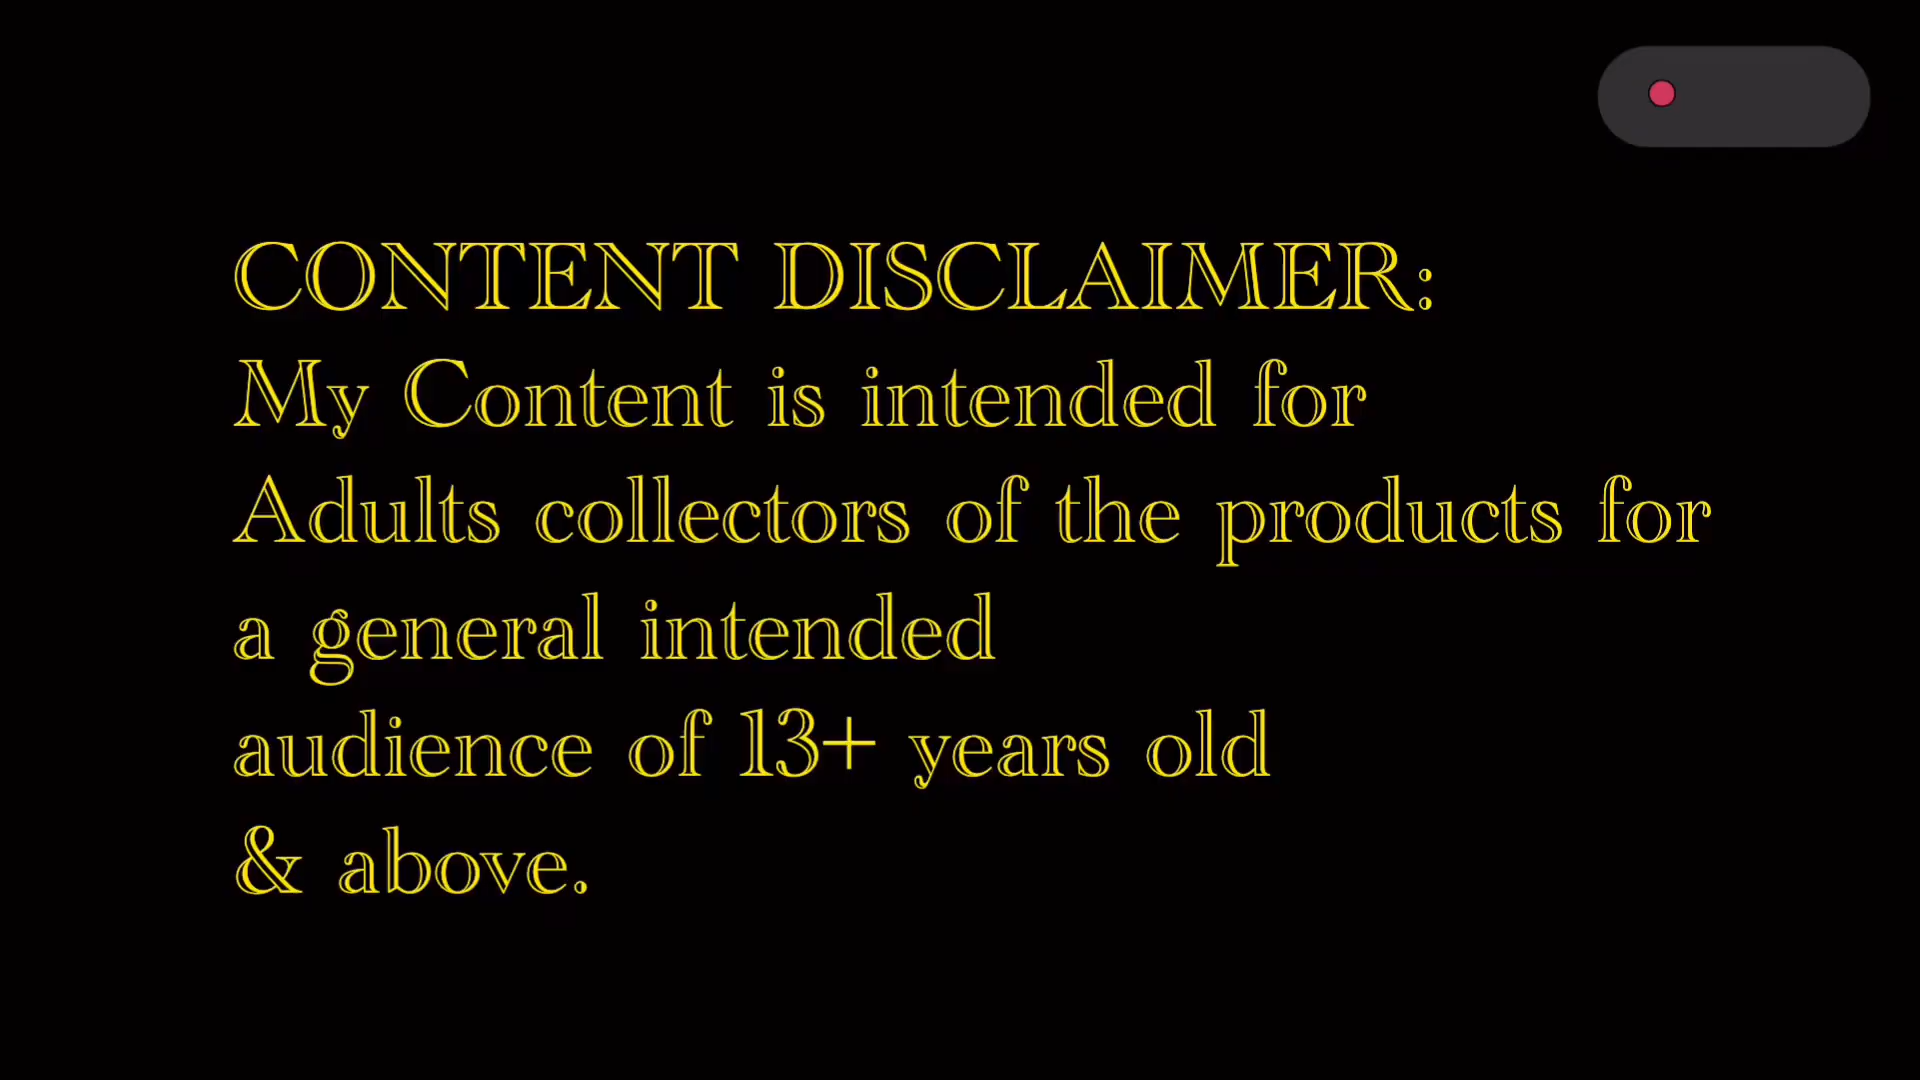 CONTENT DISCLAIMER:
My Content is intended for
Adults collectors of the products for
a general intended
audience of 13+ years old
& above.